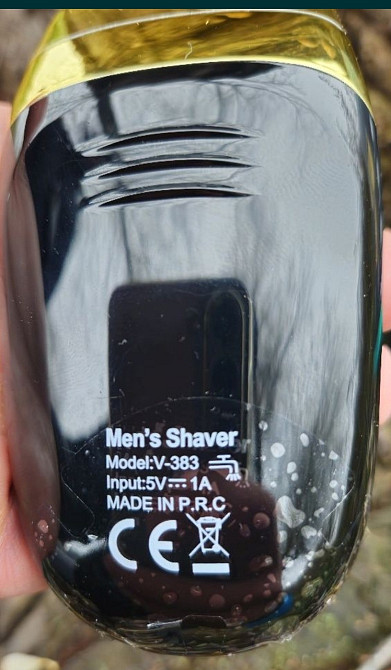 Men's Shaver
Model:V-383
Input:5V⎓1A
MADE IN P.R.C
CE